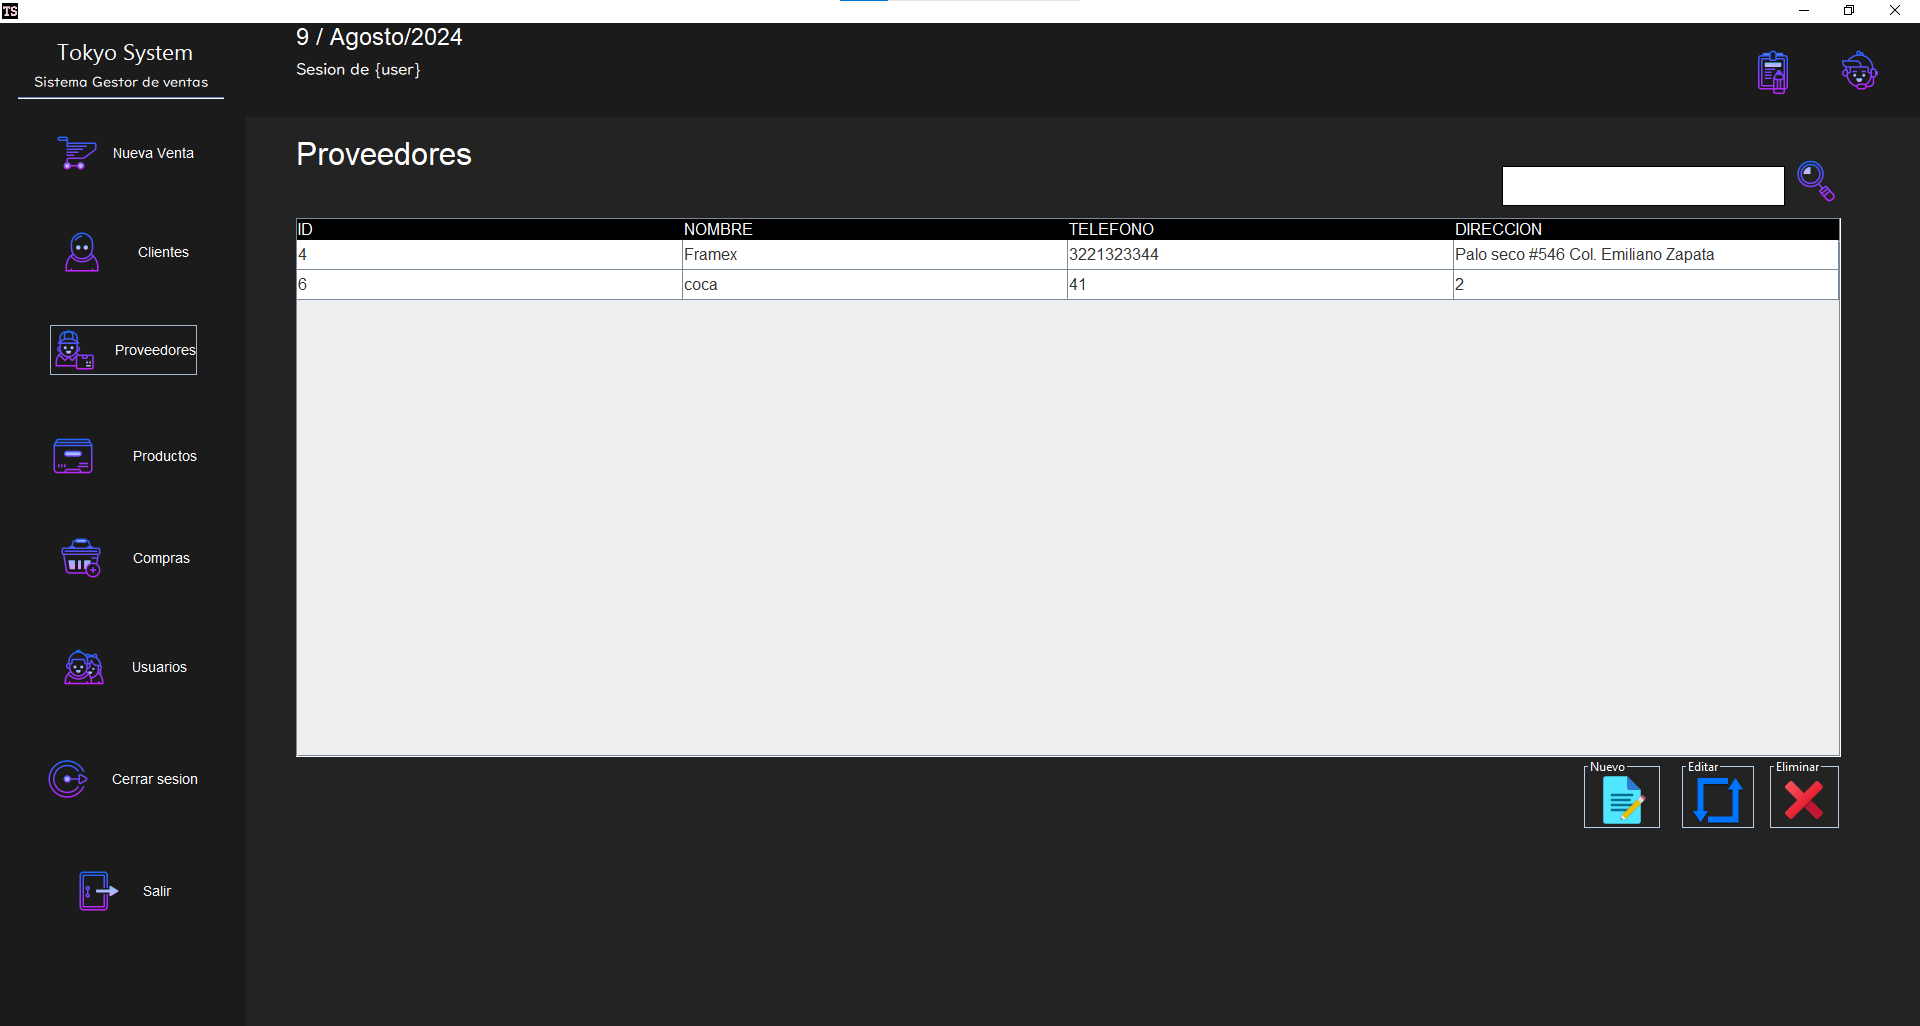 TS
Tokyo System
Sistema Gestor de ventas
9 / Agosto/2024
Sesion de {user}
Nueva Venta
Clientes
Proveedores
Productos
Compras
Usuarios
Cerrar sesion
Salir
Proveedores
ID NOMBRE TELEFONO DIRECCION
4 Framex 3221323344 Palo seco #546 Col. Emiliano Zapata
6 coca 41 2
Nuevo Editar Eliminar